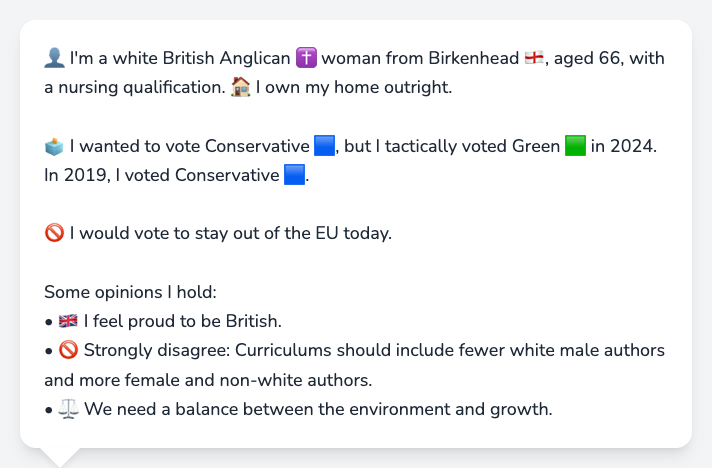 👤 I'm a white British Anglican ✝️ woman from Birkenhead 🏴󠁧󠁢󠁥󠁮󠁧󠁿, aged 66, with
a nursing qualification. 🏠 I own my home outright.
🗳️ I wanted to vote Conservative 🟦, but I tactically voted Green 🟩 in 2024.
In 2019, I voted Conservative 🟦.
🚫 I would vote to stay out of the EU today.
Some opinions I hold:
• 🇬🇧 I feel proud to be British.
• 🚫 Strongly disagree: Curriculums should include fewer white male authors
and more female and non-white authors.
• ⚖️ We need a balance between the environment and growth.